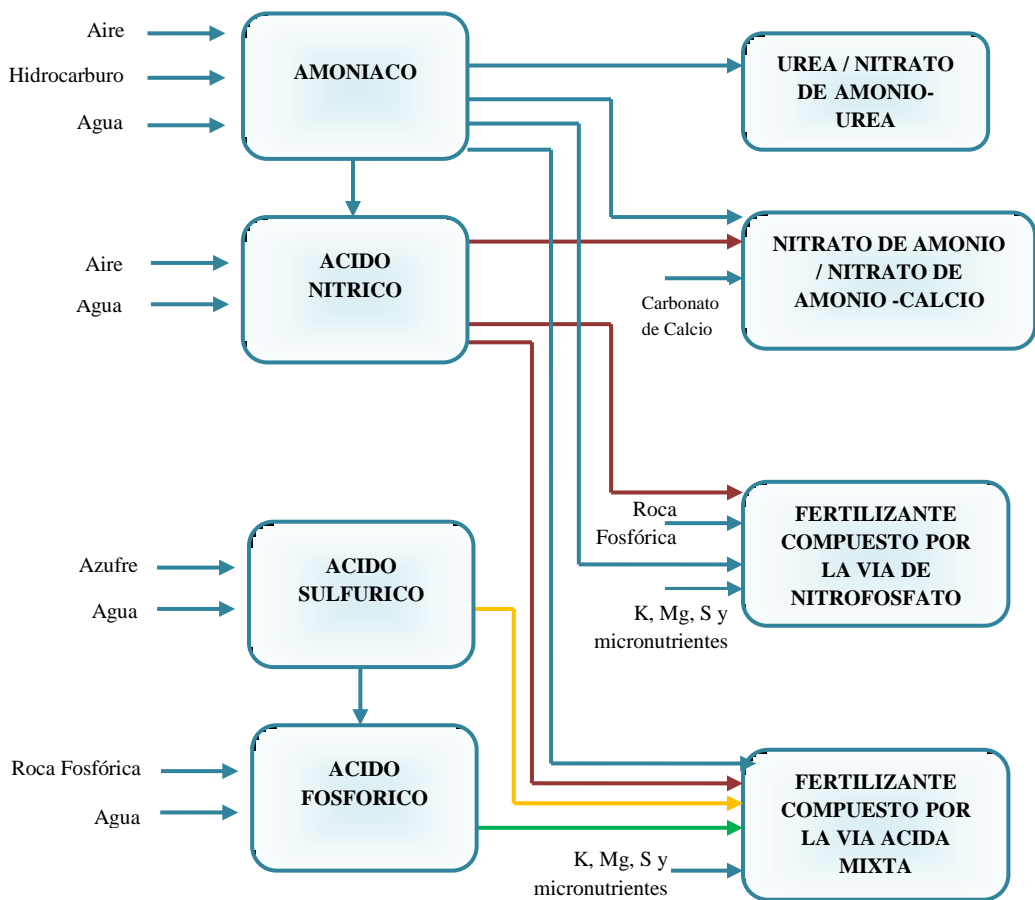 Aire
Hidrocarburo
Agua
AMONIACO
UREA / NITRATO
DE AMONIO-
UREA
Aire
Agua
ACIDO
NITRICO
NITRATO DE AMONIO
/ NITRATO DE
AMONIO -CALCIO
Carbonato
de Calcio
Roca
Fosfórica
K, Mg, S y
micronutrientes
FERTILIZANTE
COMPUESTO POR
LA VIA DE
NITROFOSFATO
Azufre
Agua
ACIDO
SULFURICO
Roca Fosfórica
Agua
ACIDO
FOSFORICO
K, Mg, S y
micronutrientes
FERTILIZANTE
COMPUESTO POR
LA VIA ACIDA
MIXTA